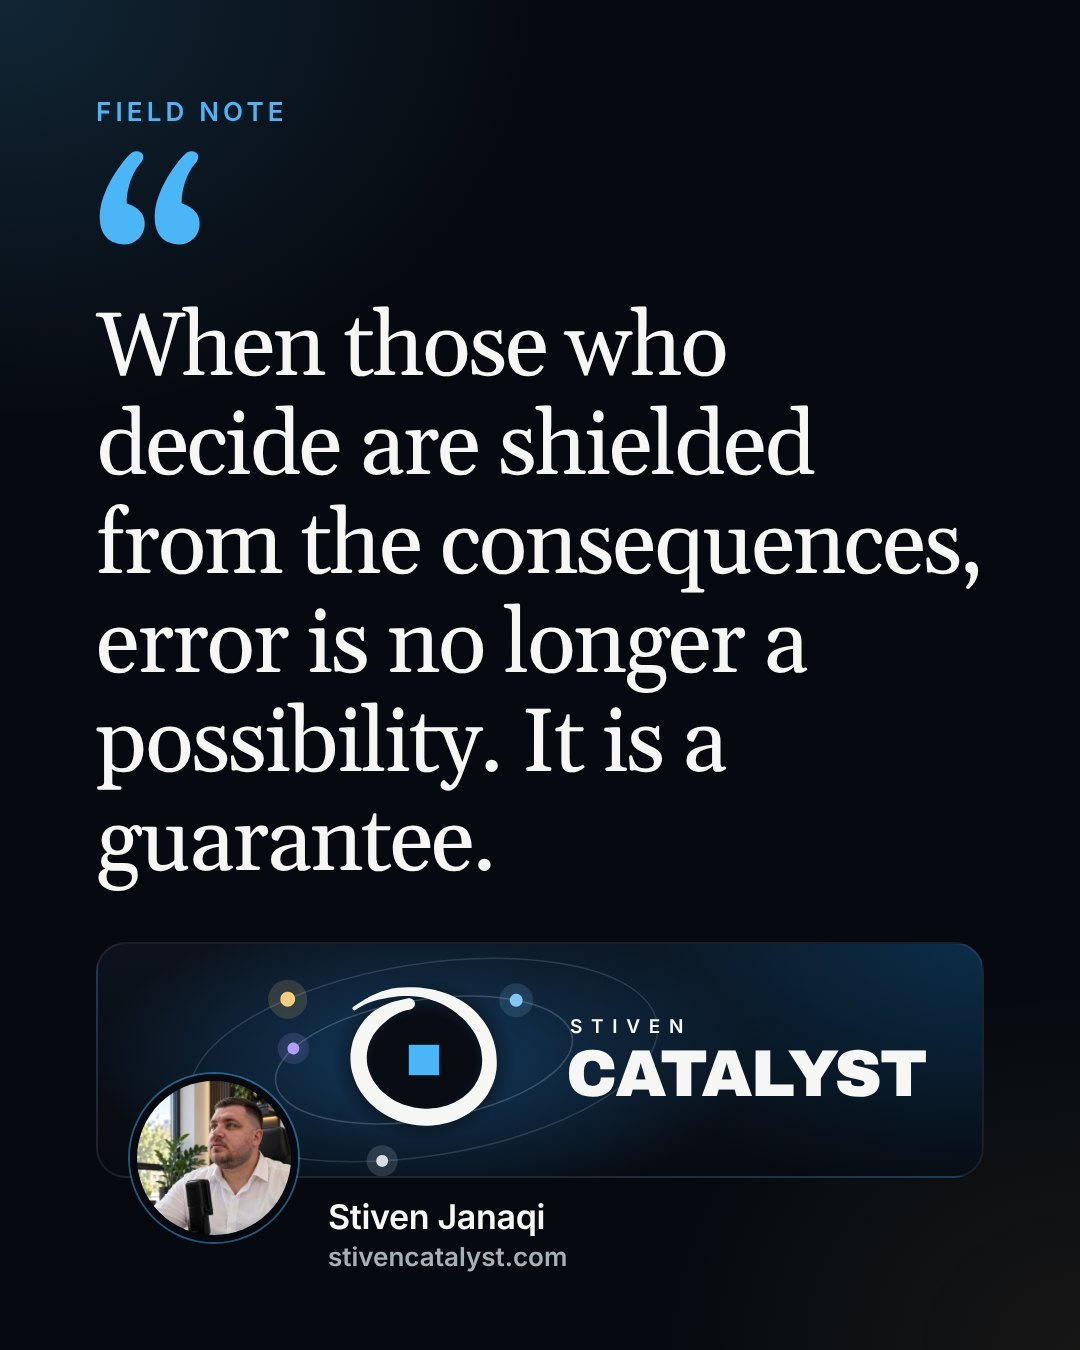 FIELD NOTE
“
When those who
decide are shielded
from the consequences,
error is no longer a
possibility. It is a
guarantee.
STIVEN
CATALYST
Stiven Janaqi
stivencatalyst.com